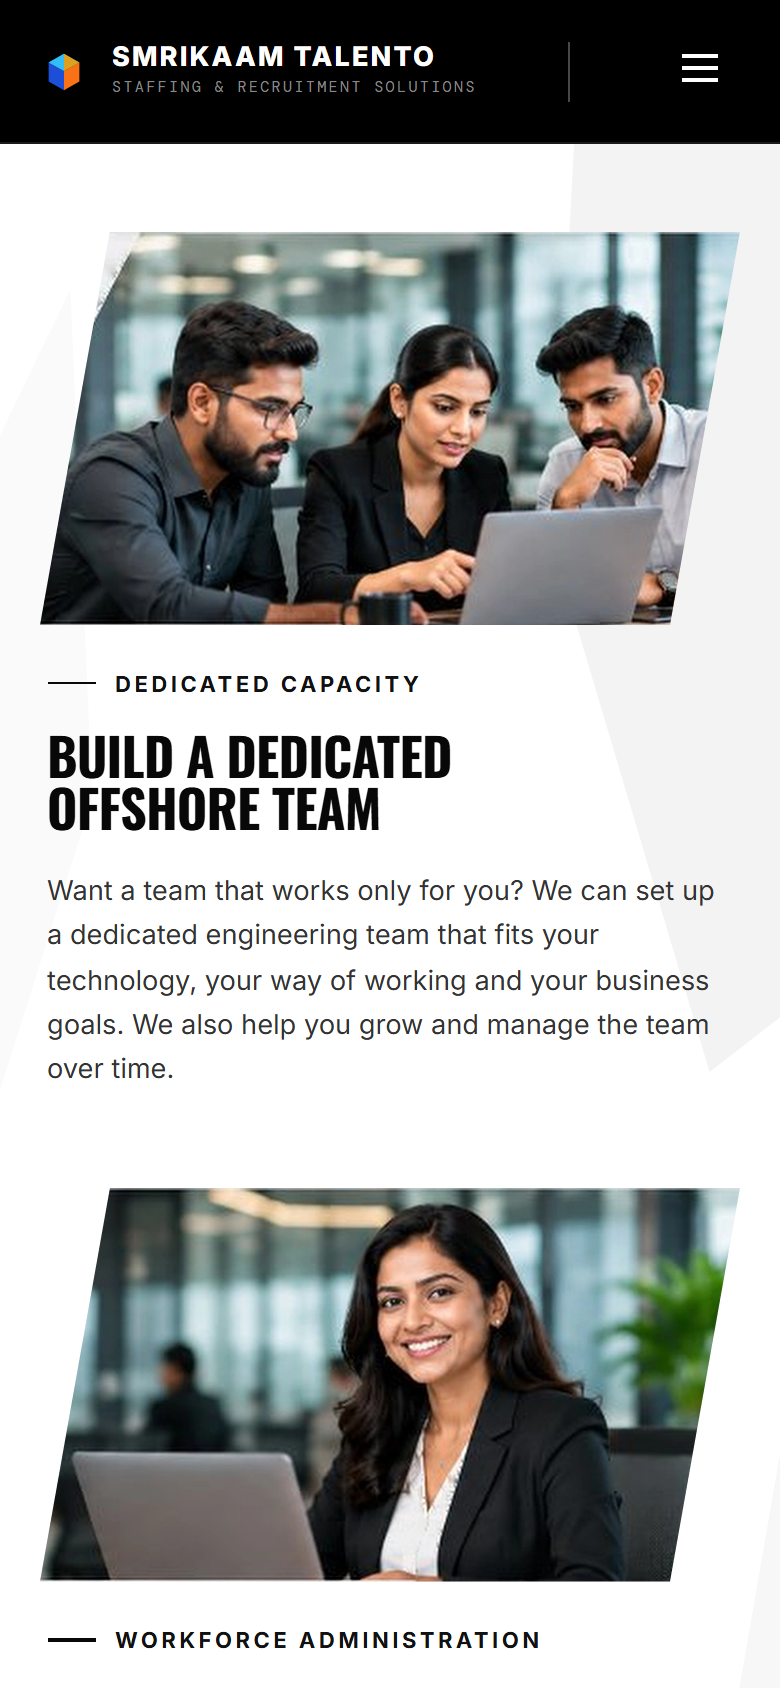 SMRIKAAM TALENTO
STAFFING & RECRUITMENT SOLUTIONS
DEDICATED CAPACITY
BUILD A DEDICATED
OFFSHORE TEAM
Want a team that works only for you? We can set up
a dedicated engineering team that fits your
technology, your way of working and your business
goals. We also help you grow and manage the team
over time.
WORKFORCE ADMINISTRATION